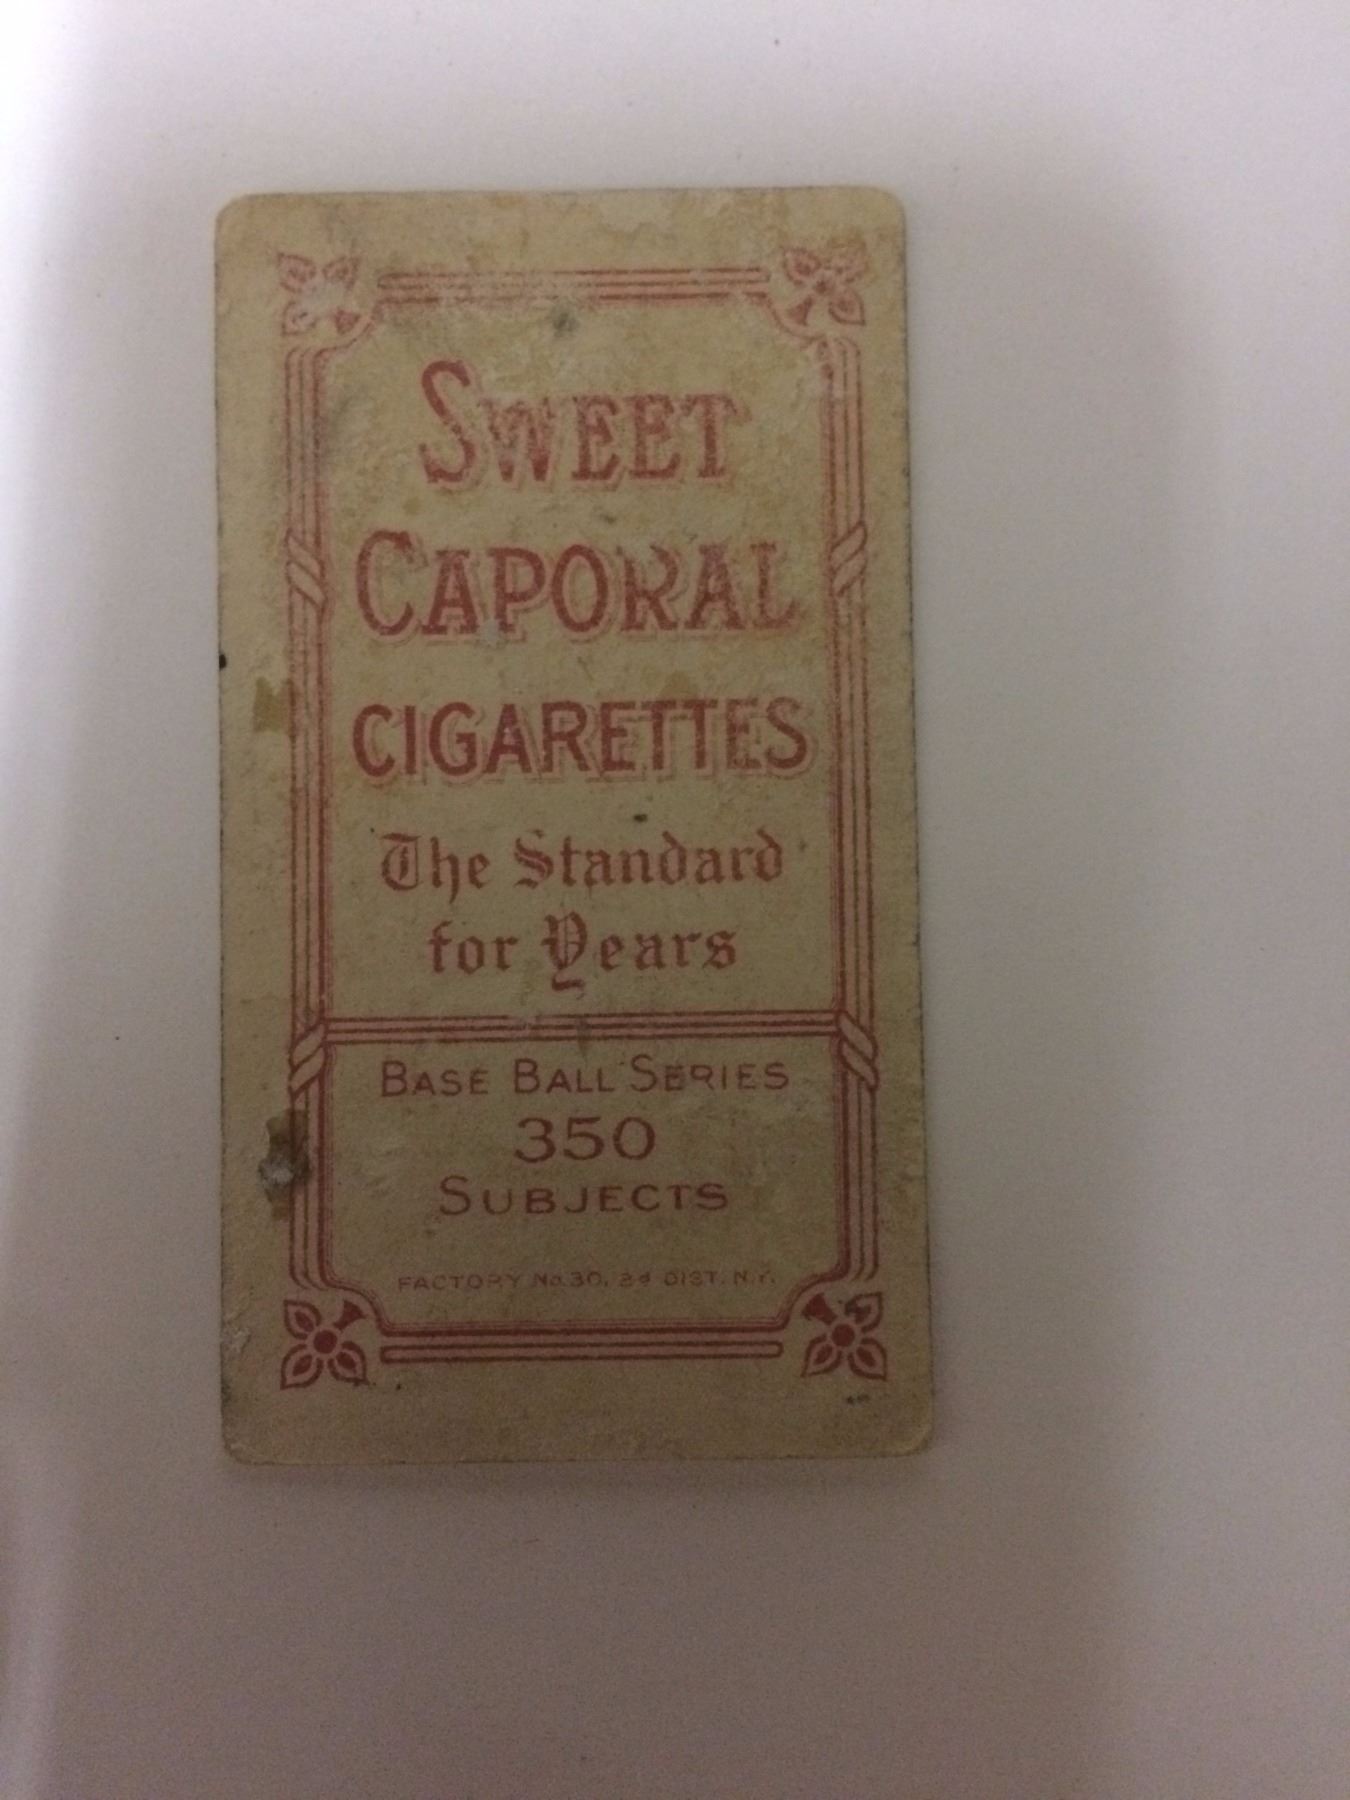 SWEET
CAPORAL
CIGARETTES
The Standard
for Years
BASE BALL SERIES
350
SUBJECTS
FACTORY No. 30, 2d DIST. N.Y.